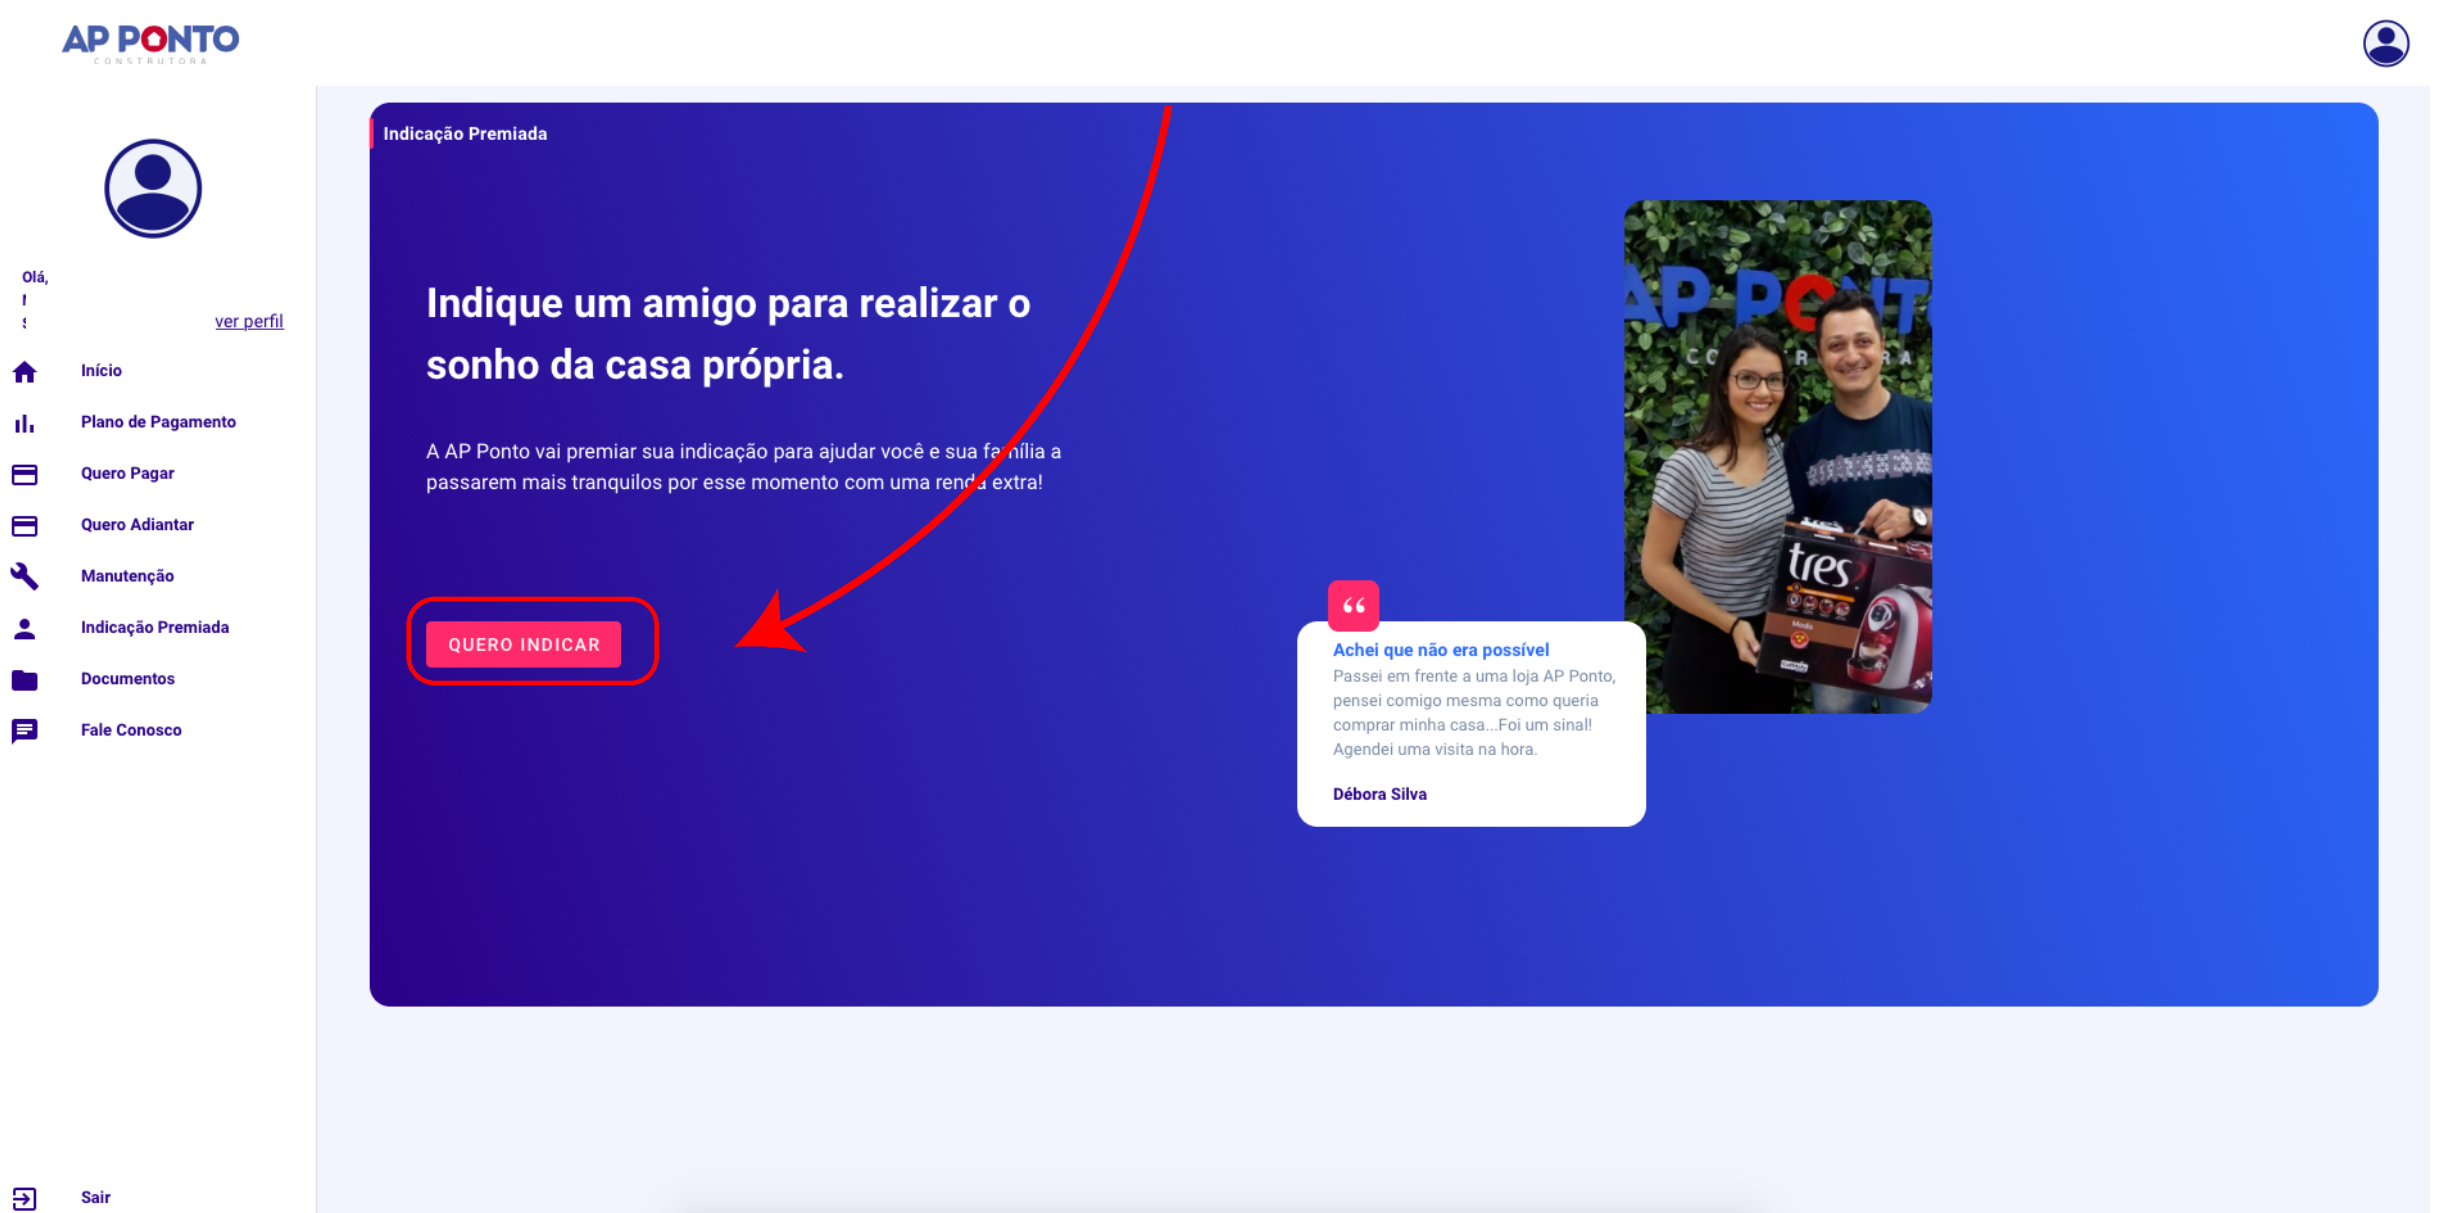 AP PONTO
CONSTRUTORA
Olá,
ver perfil
Início
Plano de Pagamento
Quero Pagar
Quero Adiantar
Manutenção
Indicação Premiada
Documentos
Fale Conosco
Sair
Indicação Premiada
Indique um amigo para realizar o
sonho da casa própria.
A AP Ponto vai premiar sua indicação para ajudar você e sua família a
passarem mais tranquilos por esse momento com uma renda extra!
QUERO INDICAR
AP PONT
tres
Moda
“
Achei que não era possível
Passei em frente a uma loja AP Ponto,
pensei comigo mesma como queria
comprar minha casa...Foi um sinal!
Agendei uma visita na hora.
Débora Silva